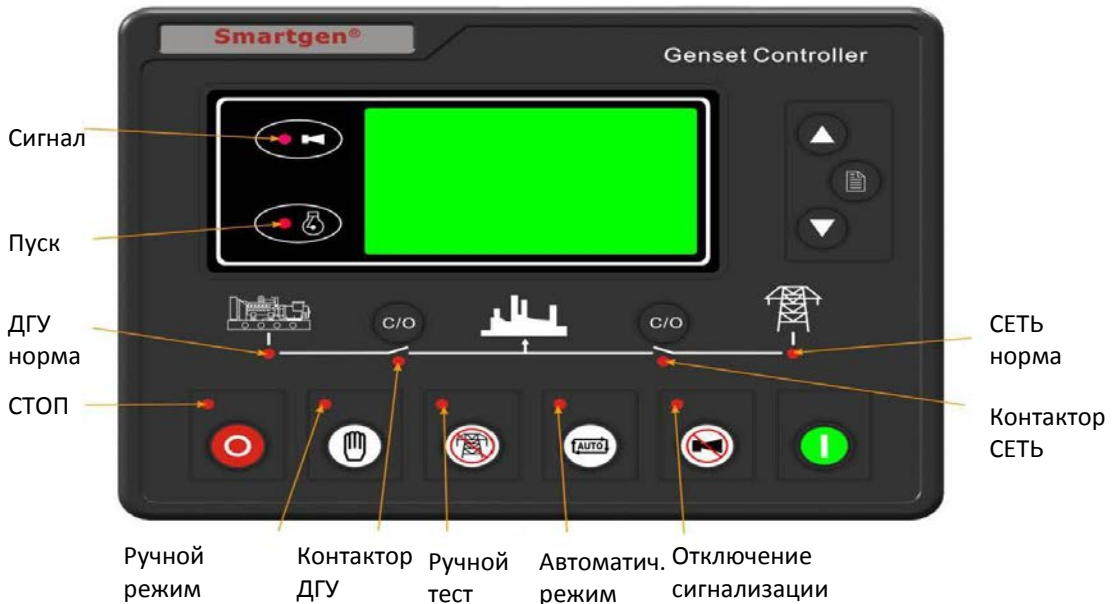 Smartgen®
Genset Controller
Сигнал
Пуск
ДГУ
норма
C/O
C/O
СЕТЬ
норма
СТОП
Контактор
СЕТЬ
AUTO
Ручной
режим
Контактор
ДГУ
Ручной
тест
Автоматич.
режим
Отключение
сигнализации